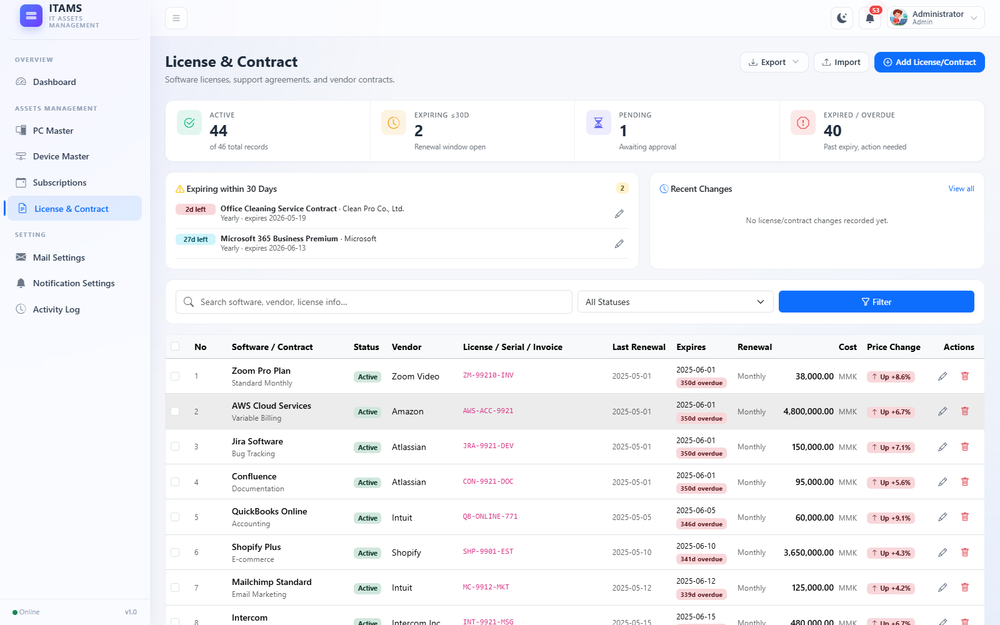 ITAMS
IT ASSETS
MANAGEMENT
OVERVIEW
Dashboard
ASSETS MANAGEMENT
PC Master
Device Master
Subscriptions
License & Contract
SETTING
Mail Settings
Notification Settings
Activity Log
Online v1.0
53
Administrator
Admin
License & Contract
Software licenses, support agreements, and vendor contracts.
Export
Import
Add License/Contract
ACTIVE
44
of 46 total records
EXPIRING ≤30D
2
Renewal window open
PENDING
1
Awaiting approval
EXPIRED / OVERDUE
40
Past expiry, action needed
Expiring within 30 Days 2
2d left Office Cleaning Service Contract · Clean Pro Co., Ltd.
Yearly · expires 2026-05-19
27d left Microsoft 365 Business Premium · Microsoft
Yearly · expires 2026-06-13
Recent Changes View all
No license/contract changes recorded yet.
Search software, vendor, license info...
All Statuses
Filter
No Software / Contract Status Vendor License / Serial / Invoice Last Renewal Expires Renewal Cost Price Change Actions
1 Zoom Pro Plan Active Zoom Video ZM-99210-INV 2025-05-01 2025-06-01 Monthly 38,000.00 MMK ↑ Up +8.6%
Standard Monthly 350d overdue
2 AWS Cloud Services Active Amazon AWS-ACC-9921 2025-05-01 2025-06-01 Monthly 4,800,000.00 MMK ↑ Up +6.7%
Variable Billing 350d overdue
3 Jira Software Active Atlassian JRA-9921-DEV 2025-05-01 2025-06-01 Monthly 150,000.00 MMK ↑ Up +7.1%
Bug Tracking 350d overdue
4 Confluence Active Atlassian CON-9921-DOC 2025-05-01 2025-06-01 Monthly 95,000.00 MMK ↑ Up +5.6%
Documentation 350d overdue
5 QuickBooks Online Active Intuit QB-ONLINE-771 2025-05-05 2025-06-05 Monthly 60,000.00 MMK ↑ Up +9.1%
Accounting 346d overdue
6 Shopify Plus Active Shopify SHP-9901-EST 2025-05-10 2025-06-10 Monthly 3,650,000.00 MMK ↑ Up +4.3%
E-commerce 341d overdue
7 Mailchimp Standard Active Intuit MC-9912-MKT 2025-05-12 2025-06-12 Monthly 125,000.00 MMK ↑ Up +4.2%
Email Marketing 339d overdue
8 Intercom Active Intercom Inc INT-9921-MSG 2025-05-15 2025-06-15 Monthly 480,000.00 MMK ↑ Up +6.7%